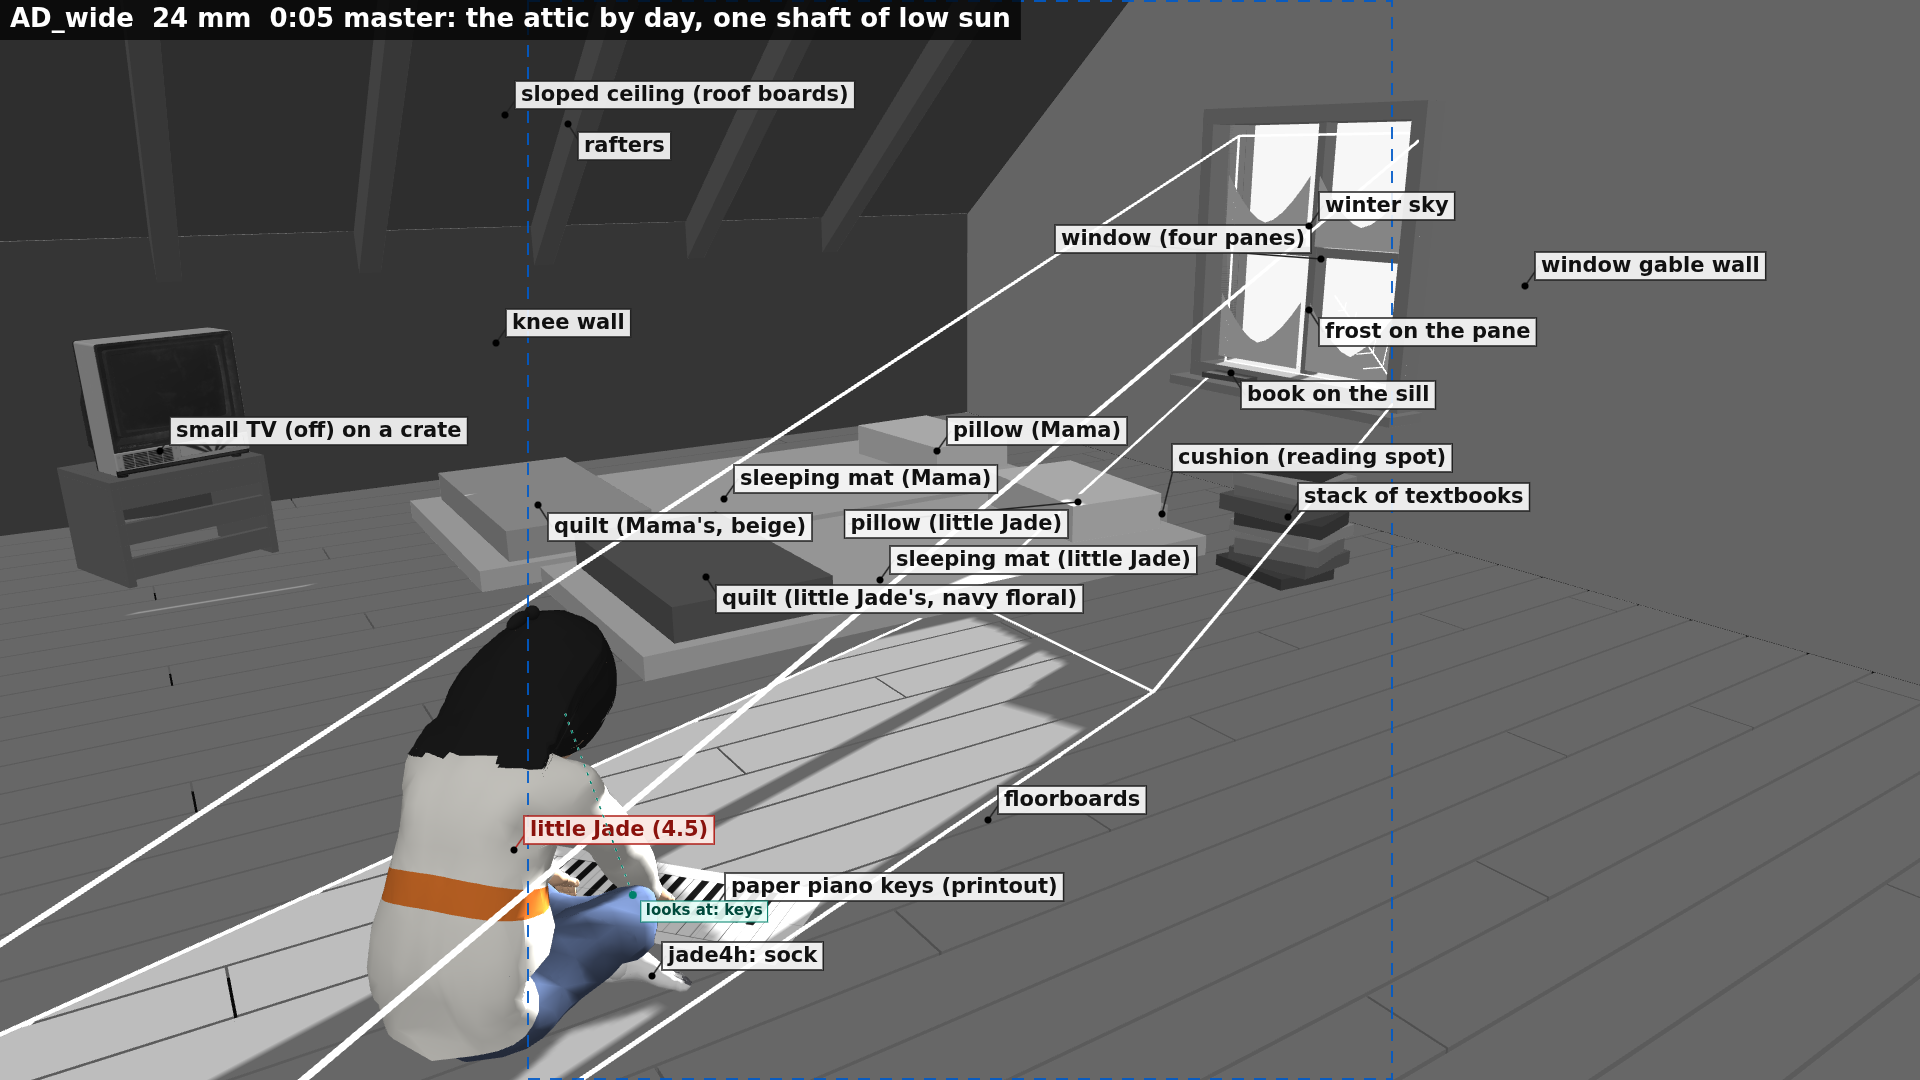 AD_wide  24 mm  0:05 master: the attic by day, one shaft of low sun
sloped ceiling (roof boards)
rafters
winter sky
window (four panes)
window gable wall
knee wall
frost on the pane
book on the sill
small TV (off) on a crate
pillow (Mama)
cushion (reading spot)
sleeping mat (Mama)
stack of textbooks
quilt (Mama's, beige)
pillow (little Jade)
sleeping mat (little Jade)
quilt (little Jade's, navy floral)
floorboards
little Jade (4.5)
paper piano keys (printout)
looks at: keys
jade4h: sock